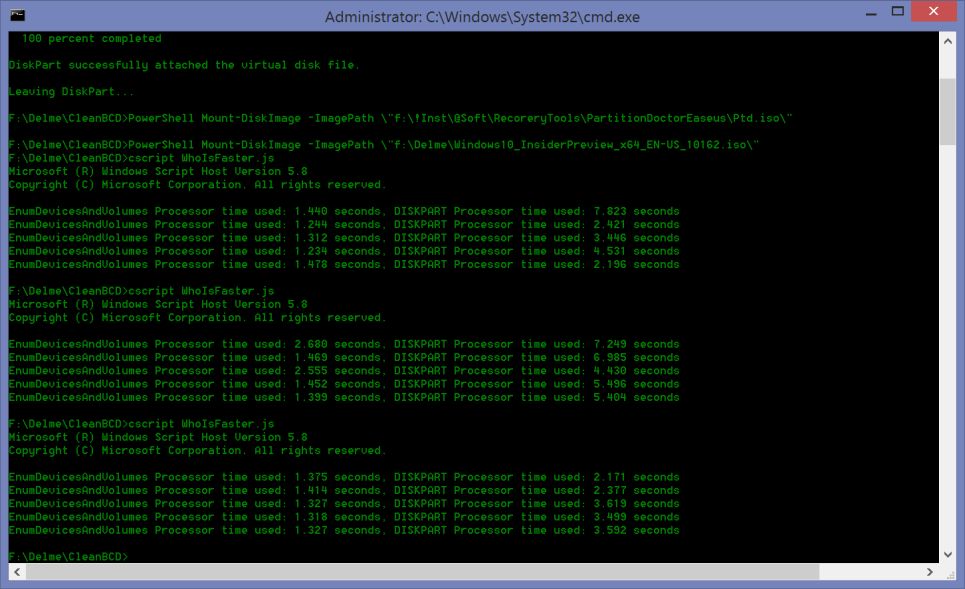 Administrator: C:\Windows\System32\cmd.exe
100 percent completed
DiskPart successfully attached the virtual disk file.
Leaving DiskPart...
F:\Delme\CleanBCD>PowerShell Mount-DiskImage -ImagePath \"f:\!Inst\@Soft\RecoreryTools\PartitionDoctorEaseus\Ptd.iso\"
F:\Delme\CleanBCD>PowerShell Mount-DiskImage -ImagePath \"f:\Delme\Windows10_InsiderPreview_x64_EN-US_10162.iso\"
F:\Delme\CleanBCD>cscript WhoIsFaster.js
Microsoft (R) Windows Script Host Version 5.8
Copyright (C) Microsoft Corporation. All rights reserved.
EnumDevicesAndVolumes Processor time used: 1.440 seconds, DISKPART Processor time used: 7.823 seconds
EnumDevicesAndVolumes Processor time used: 1.244 seconds, DISKPART Processor time used: 2.421 seconds
EnumDevicesAndVolumes Processor time used: 1.312 seconds, DISKPART Processor time used: 3.446 seconds
EnumDevicesAndVolumes Processor time used: 1.234 seconds, DISKPART Processor time used: 4.531 seconds
EnumDevicesAndVolumes Processor time used: 1.478 seconds, DISKPART Processor time used: 2.196 seconds
F:\Delme\CleanBCD>cscript WhoIsFaster.js
Microsoft (R) Windows Script Host Version 5.8
Copyright (C) Microsoft Corporation. All rights reserved.
EnumDevicesAndVolumes Processor time used: 2.680 seconds, DISKPART Processor time used: 7.249 seconds
EnumDevicesAndVolumes Processor time used: 1.469 seconds, DISKPART Processor time used: 6.985 seconds
EnumDevicesAndVolumes Processor time used: 2.555 seconds, DISKPART Processor time used: 4.430 seconds
EnumDevicesAndVolumes Processor time used: 1.452 seconds, DISKPART Processor time used: 5.496 seconds
EnumDevicesAndVolumes Processor time used: 1.399 seconds, DISKPART Processor time used: 5.404 seconds
F:\Delme\CleanBCD>cscript WhoIsFaster.js
Microsoft (R) Windows Script Host Version 5.8
Copyright (C) Microsoft Corporation. All rights reserved.
EnumDevicesAndVolumes Processor time used: 1.375 seconds, DISKPART Processor time used: 2.171 seconds
EnumDevicesAndVolumes Processor time used: 1.414 seconds, DISKPART Processor time used: 2.377 seconds
EnumDevicesAndVolumes Processor time used: 1.327 seconds, DISKPART Processor time used: 3.619 seconds
EnumDevicesAndVolumes Processor time used: 1.318 seconds, DISKPART Processor time used: 3.499 seconds
EnumDevicesAndVolumes Processor time used: 1.327 seconds, DISKPART Processor time used: 3.592 seconds
F:\Delme\CleanBCD>